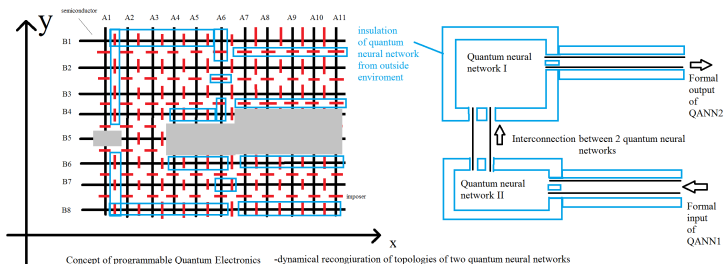 semiconductor
y
A1 A2 A3 A4 A5 A6 A7 A8 A9 A10 A11
B1
B2
B3
B4
B5
B6
B7
B8
imposer
x
insulation
of quantum
neural network
from outside
enviroment
Quantum neural
network I
Formal
output
of
QANN2
Interconnection between 2 quantum neural
networks
Quantum neural
network II
Formal
input of
QANN1
Concept of programmable Quantum Electronics -dynamical recongiuration of topologies of two quantum neural networks